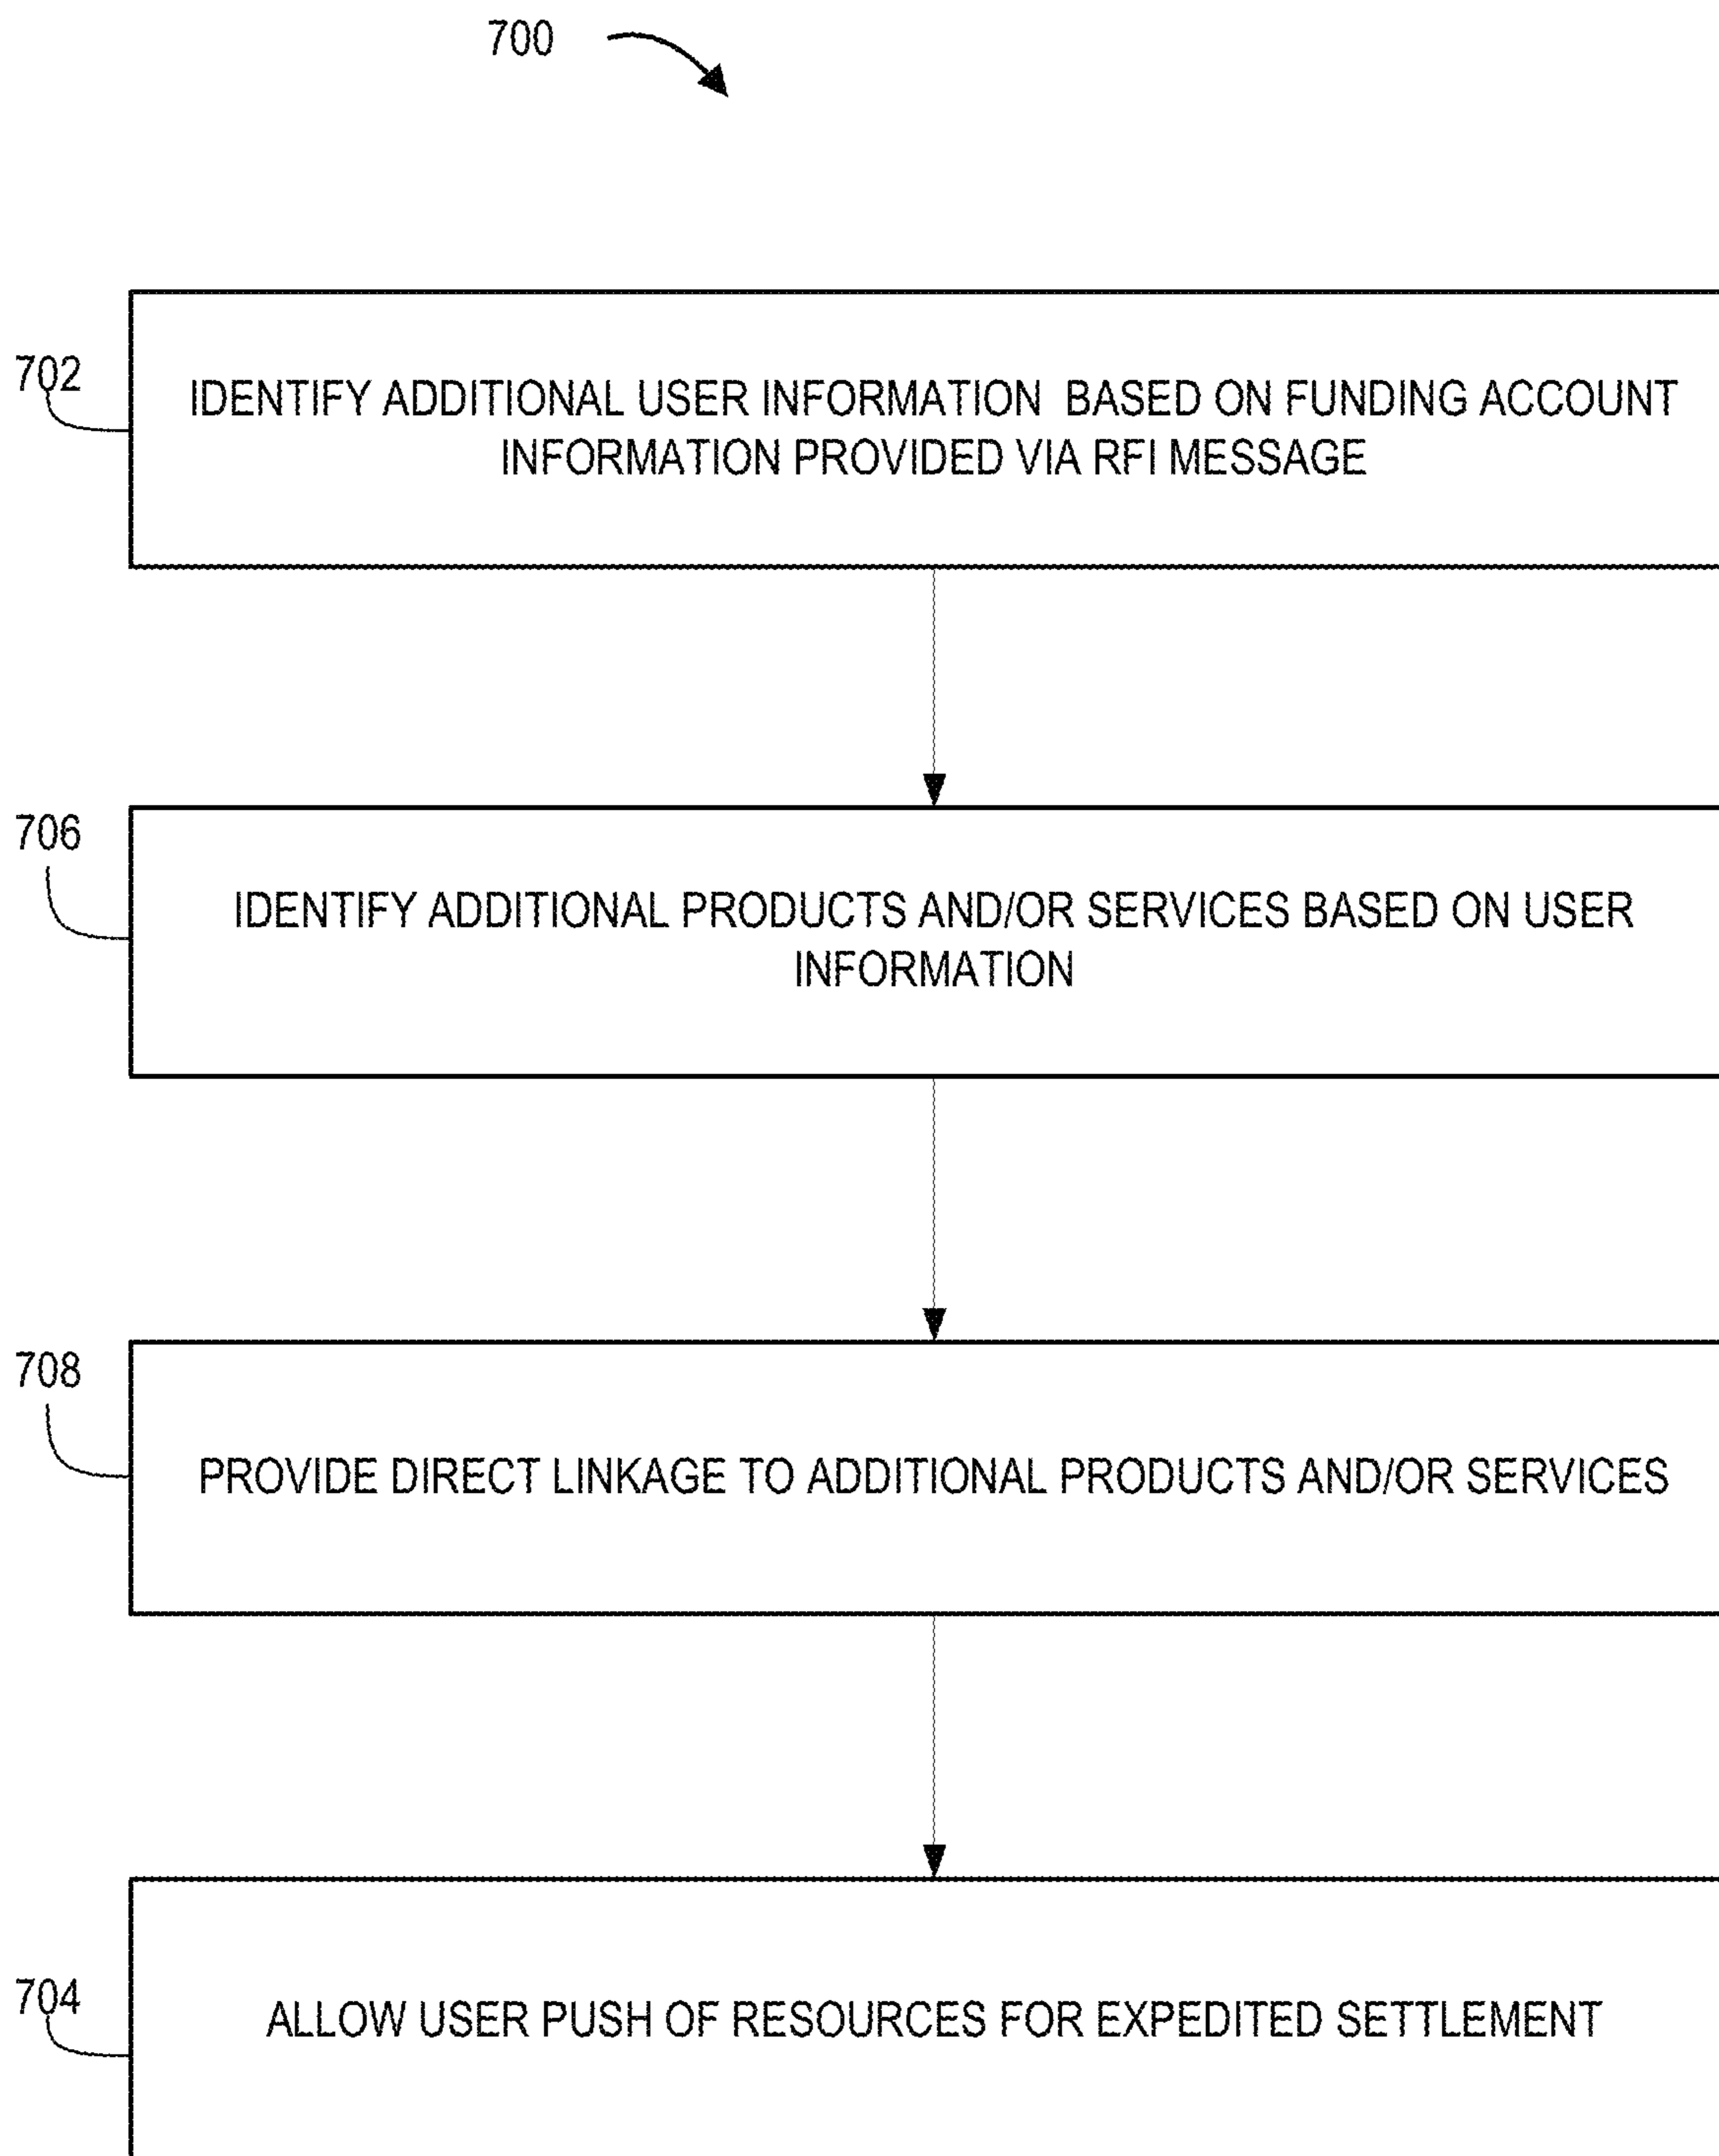 700
702
IDENTIFY ADDITIONAL USER INFORMATION BASED ON FUNDING ACCOUNT
INFORMATION PROVIDED VIA RFI MESSAGE
706
IDENTIFY ADDITIONAL PRODUCTS AND/OR SERVICES BASED ON USER
INFORMATION
708
PROVIDE DIRECT LINKAGE TO ADDITIONAL PRODUCTS AND/OR SERVICES
704
ALLOW USER PUSH OF RESOURCES FOR EXPEDITED SETTLEMENT